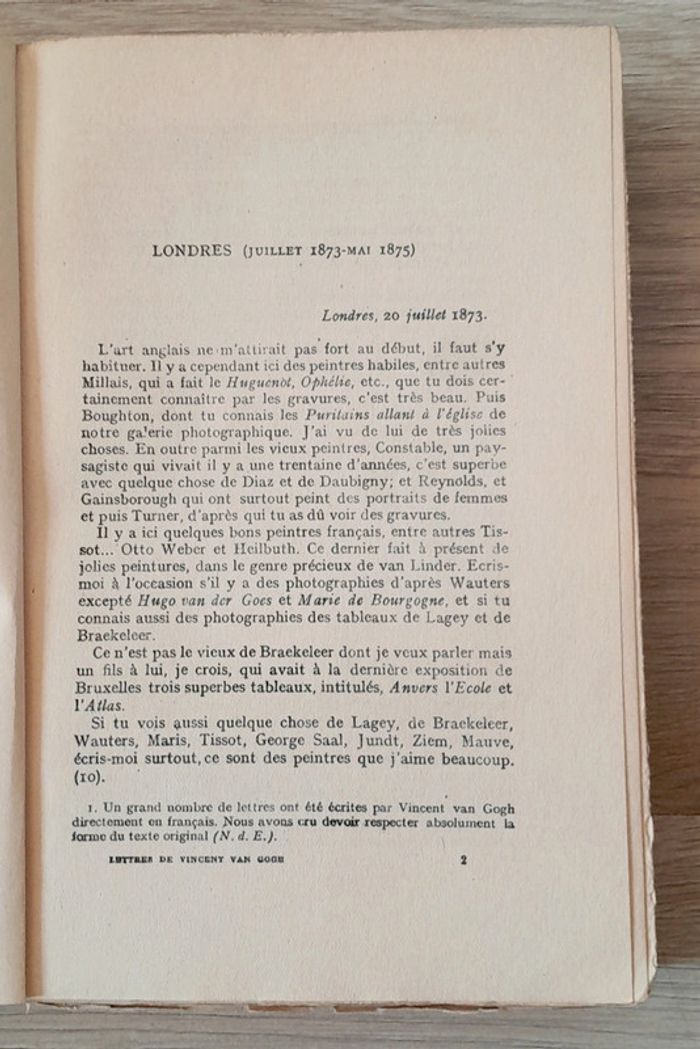 LONDRES (JUILLET 1873-MAI 1875)
Londres, 20 juillet 1873.
L'art anglais ne m'attirait pas fort au début, il faut s'y
habituer. Il y a cependant ici des peintres habiles, entre autres
Millais, qui a fait le Huguenot, Ophélie, etc., que tu dois cer-
tainement connaître par les gravures, c'est très beau. Puis
Boughton, dont tu connais les Puritains allant à l'église de
notre galerie photographique. J'ai vu de lui de très jolies
choses. En outre parmi les vieux peintres, Constable, un pay-
sagiste qui vivait il y a une trentaine d'années, c'est superbe
avec quelque chose de Diaz et de Daubigny; et Reynolds, et
Gainsborough qui ont surtout peint des portraits de femmes
et puis Turner, d'après qui tu as dû voir des gravures.
Il y a ici quelques bons peintres français, entre autres Tis-
sot... Otto Weber et Heilbuth. Ce dernier fait à présent de
jolies peintures, dans le genre précieux de van Linder. Ecris-
moi à l'occasion s'il y a des photographies d'après Wauters
excepté Hugo van der Goes et Marie de Bourgogne, et si tu
connais aussi des photographies des tableaux de Lagey et de
Braekeleer.
Ce n'est pas le vieux de Braekeleer dont je veux parler mais
un fils à lui, je crois, qui avait à la dernière exposition de
Bruxelles trois superbes tableaux, intitulés, Anvers l'Ecole et
l'Atlas.
Si tu vois aussi quelque chose de Lagey, de Braekeleer,
Wauters, Maris, Tissot, George Saal, Jundt, Ziem, Mauve,
écris-moi surtout, ce sont des peintres que j'aime beaucoup.
(10).
1. Un grand nombre de lettres ont été écrites par Vincent van Gogh
directement en français. Nous avons cru devoir respecter absolument la
forme du texte original (N. d. E.).
LETTRES DE VINCENT VAN GOGH 2